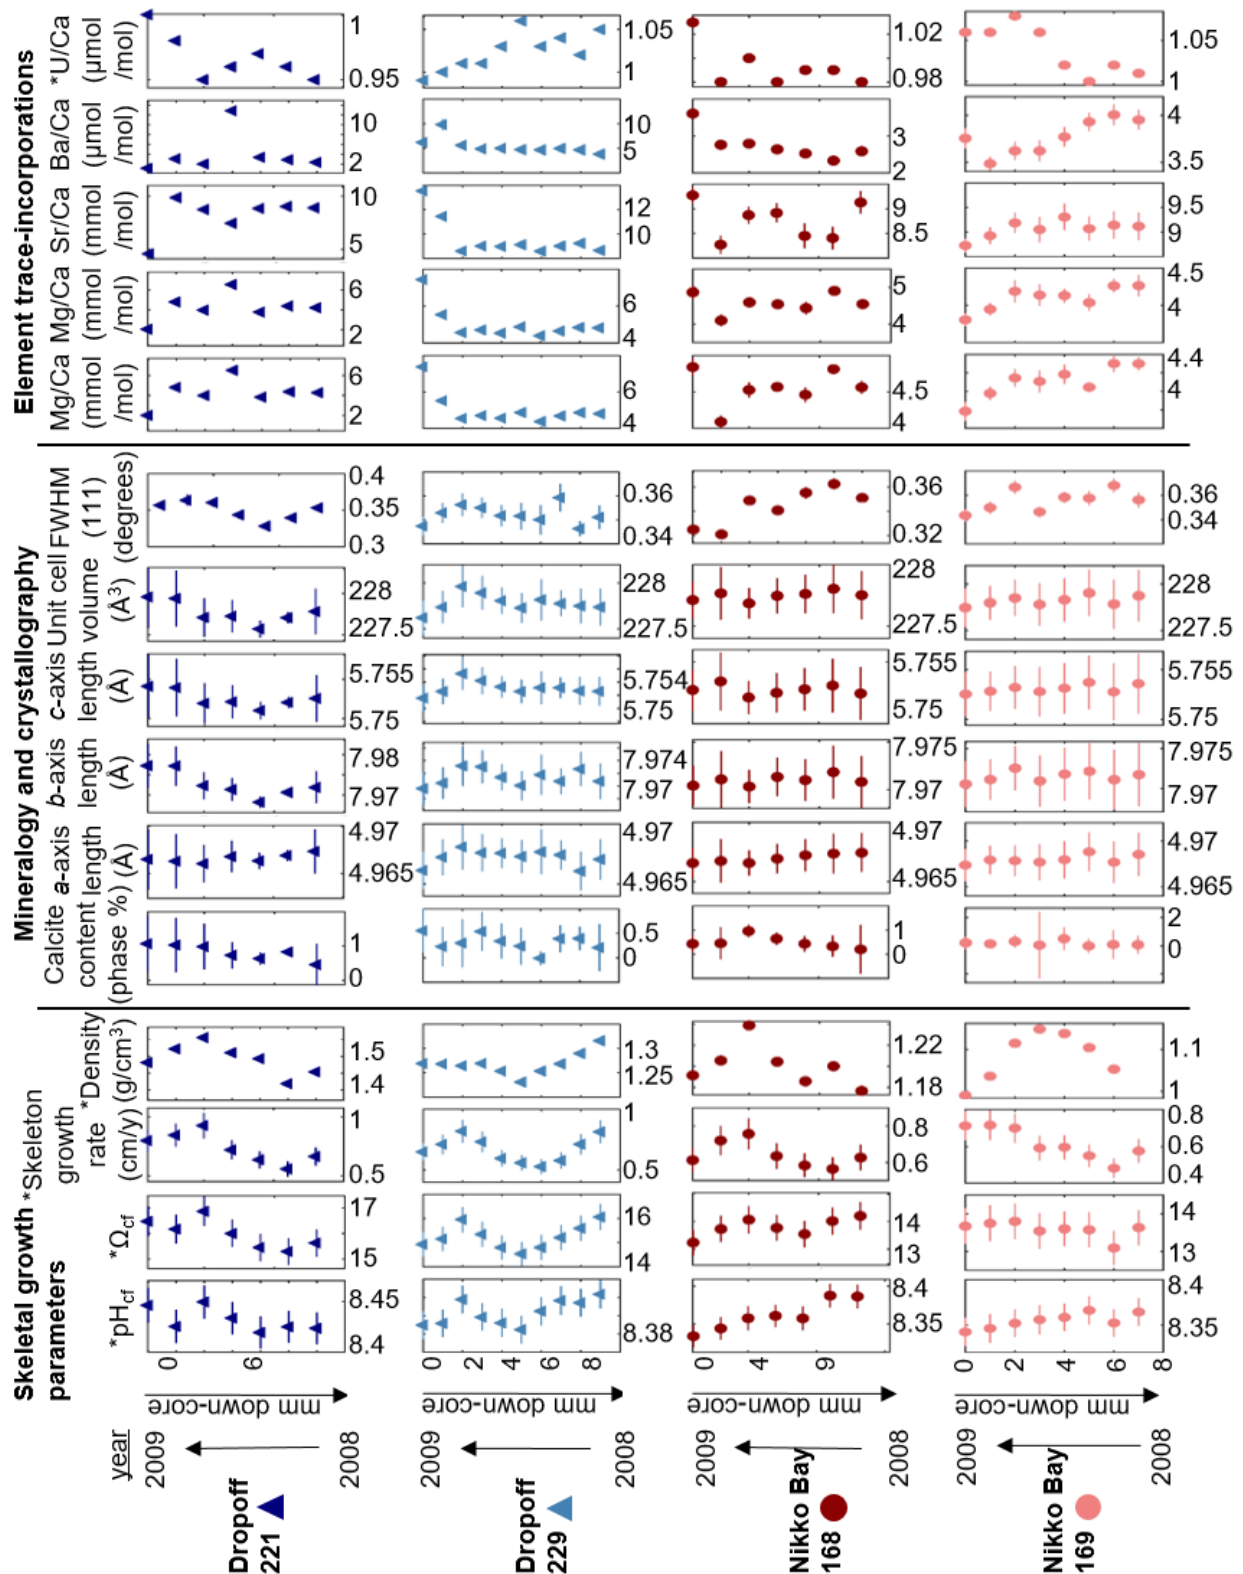 Element trace-incorporations
*U/Ca
(µmol
/mol)
1
0.95
1.05
1
1.02
0.98
1.05
1
Ba/Ca
(µmol
/mol)
10
2
10
5
3
2
4
3.5
Sr/Ca
(mmol
/mol)
10
5
12
10
9
8.5
9.5
9
Mg/Ca
(mmol
/mol)
6
2
6
4
5
4
4.5
4
Mg/Ca
(mmol
/mol)
6
2
6
4
4.5
4
4.4
4
Mineralogy and crystallography
FWHM
(111)
(degrees)
0.4
0.35
0.3
0.36
0.34
0.36
0.32
0.36
0.34
Unit cell
volume
(Å³)
228
227.5
228
227.5
228
227.5
228
227.5
c-axis
length
(Å)
5.755
5.75
5.754
5.75
5.754
5.75
5.755
5.75
b-axis
length
(Å)
7.98
7.97
7.974
7.97
7.974
7.97
7.975
7.97
a-axis
length
(Å)
4.97
4.965
4.97
4.965
4.97
4.965
4.97
4.965
Calcite
content
(phase %)
1
0
0.5
0
1
0
2
0
Skeletal growth
parameters
*Density
(g/cm³)
1.5
1.4
1.3
1.25
1.22
1.18
1.1
1
*Skeleton
growth
rate
(cm/y)
1
0.5
1
0.5
0.8
0.6
0.8
0.6
0.4
*Ωcf
17
15
16
14
14
13
14
13
*pHcf
8.45
8.4
8.38
8.4
8.35
8.4
8.35
0 6
0 2 4 6 8
0 4 9
0 2 4 6 8
mm down-core
mm down-core
mm down-core
mm down-core
year
2009
2008
2009
2008
2009
2008
2009
2008
Dropoff
221
Dropoff
229
Nikko Bay
168
Nikko Bay
169